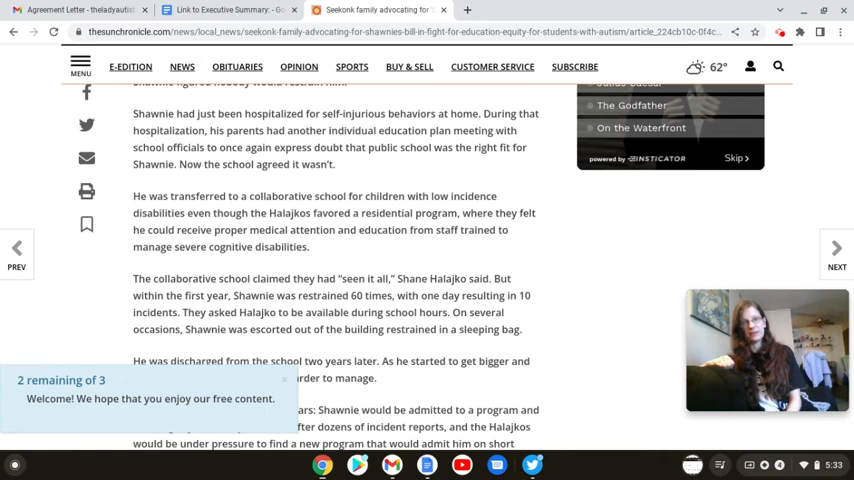 Agreement Letter - theladyautist
Link to Executive Summary: - Go
Seekonk family advocating for
thesunchronicle.com/news/local_news/seekonk-family-advocating-for-shawnies-bill-in-fight-for-education-equity-for-students-with-autism/article_224cb10c-0f4c...
MENU
E-EDITION NEWS OBITUARIES OPINION SPORTS BUY & SELL CUSTOMER SERVICE SUBSCRIBE
62°
Shawnie figured nobody would restrain him.
Julius Caesar
The Godfather
On the Waterfront
powered by INSTICATOR Skip
Shawnie had just been hospitalized for self-injurious behaviors at home. During that
hospitalization, his parents had another individual education plan meeting with
school officials to once again express doubt that public school was the right fit for
Shawnie. Now the school agreed it wasn't.
He was transferred to a collaborative school for children with low incidence
disabilities even though the Halajkos favored a residential program, where they felt
he could receive proper medical attention and education from staff trained to
manage severe cognitive disabilities.
PREV
NEXT
The collaborative school claimed they had “seen it all,” Shane Halajko said. But
within the first year, Shawnie was restrained 60 times, with one day resulting in 10
incidents. They asked Halajko to be available during school hours. On several
occasions, Shawnie was escorted out of the building restrained in a sleeping bag.
He was discharged from the school two years later. As he started to get bigger and
arder to manage.
2 remaining of 3
Welcome! We hope that you enjoy our free content.
ars: Shawnie would be admitted to a program and
fter dozens of incident reports, and the Halajkos
would be under pressure to find a new program that would admit him on short
4
5:33